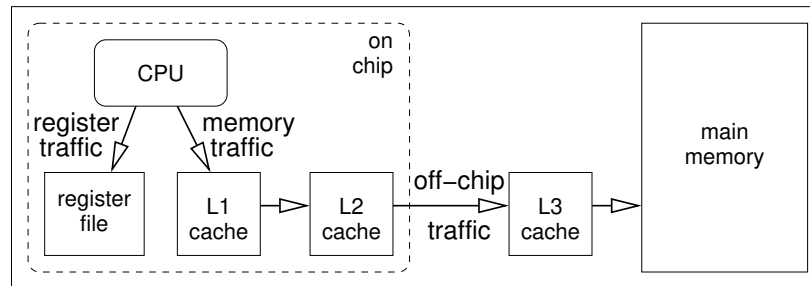 on
chip
CPU
register
traffic
memory
traffic
register
file
L1
cache
L2
cache
off−chip
traffic
L3
cache
main
memory